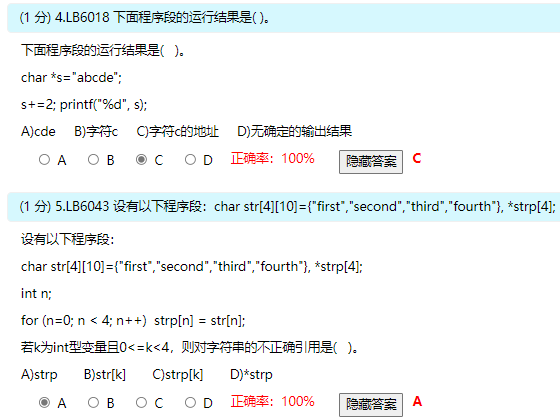 (1 分) 4.LB6018 下面程序段的运行结果是( )。
下面程序段的运行结果是(   )。
char *s="abcde";
s+=2; printf("%d", s);
A)cde     B)字符c     C)字符c的地址     D)无确定的输出结果
A B C D 正确率：100% 隐藏答案 C
(1 分) 5.LB6043 设有以下程序段：char str[4][10]={"first","second","third","fourth"}, *strp[4];
设有以下程序段：
char str[4][10]={"first","second","third","fourth"}, *strp[4];
int n;
for (n=0; n < 4; n++)  strp[n] = str[n];
若k为int型变量且0<=k<4，则对字符串的不正确引用是(   )。
A)strp       B)str[k]       C)strp[k]       D)*strp
A B C D 正确率：100% 隐藏答案 A